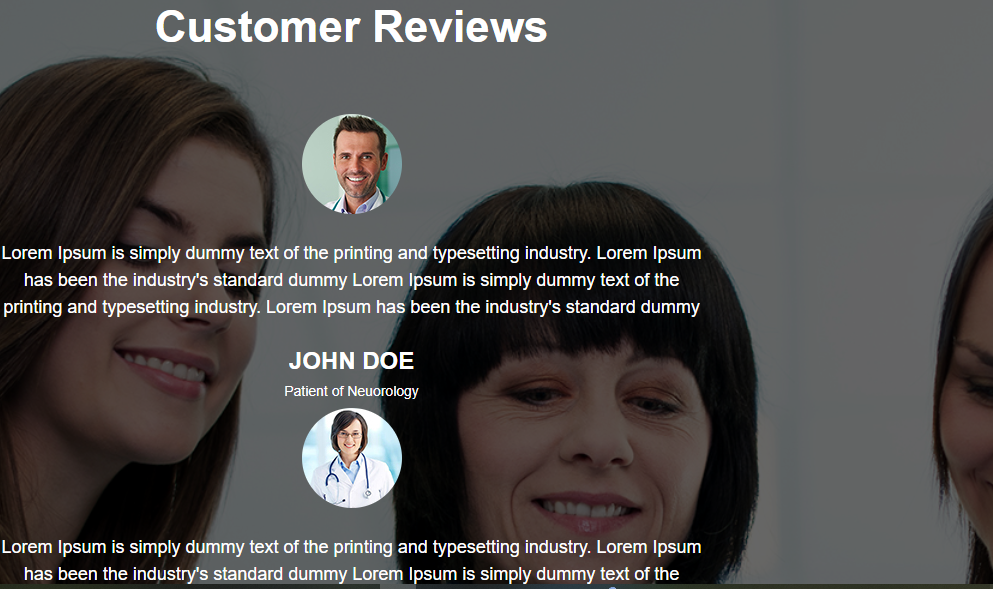 Customer Reviews
Lorem Ipsum is simply dummy text of the printing and typesetting industry. Lorem Ipsum
has been the industry's standard dummy Lorem Ipsum is simply dummy text of the
printing and typesetting industry. Lorem Ipsum has been the industry's standard dummy
JOHN DOE
Patient of Neuorology
Lorem Ipsum is simply dummy text of the printing and typesetting industry. Lorem Ipsum
has been the industry's standard dummy Lorem Ipsum is simply dummy text of the